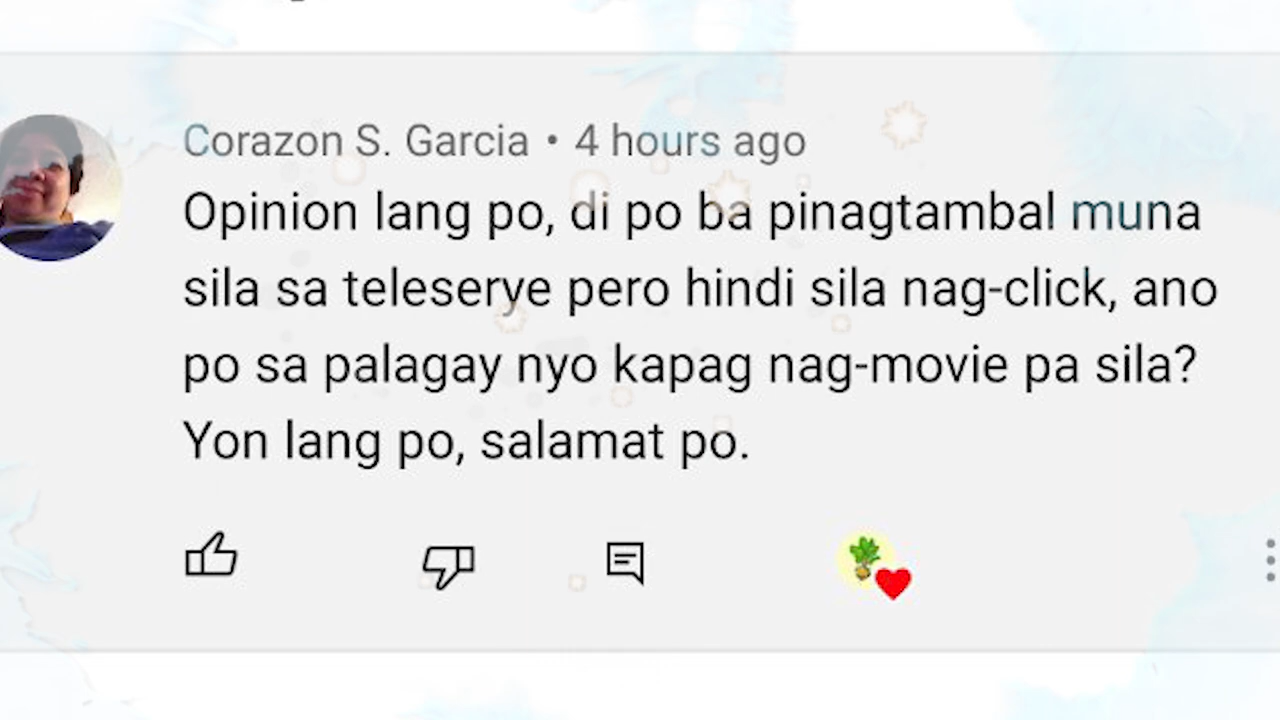 Corazon S. Garcia • 4 hours ago
Opinion lang po, di po ba pinagtambal muna
sila sa teleserye pero hindi sila nag-click, ano
po sa palagay nyo kapag nag-movie pa sila?
Yon lang po, salamat po.